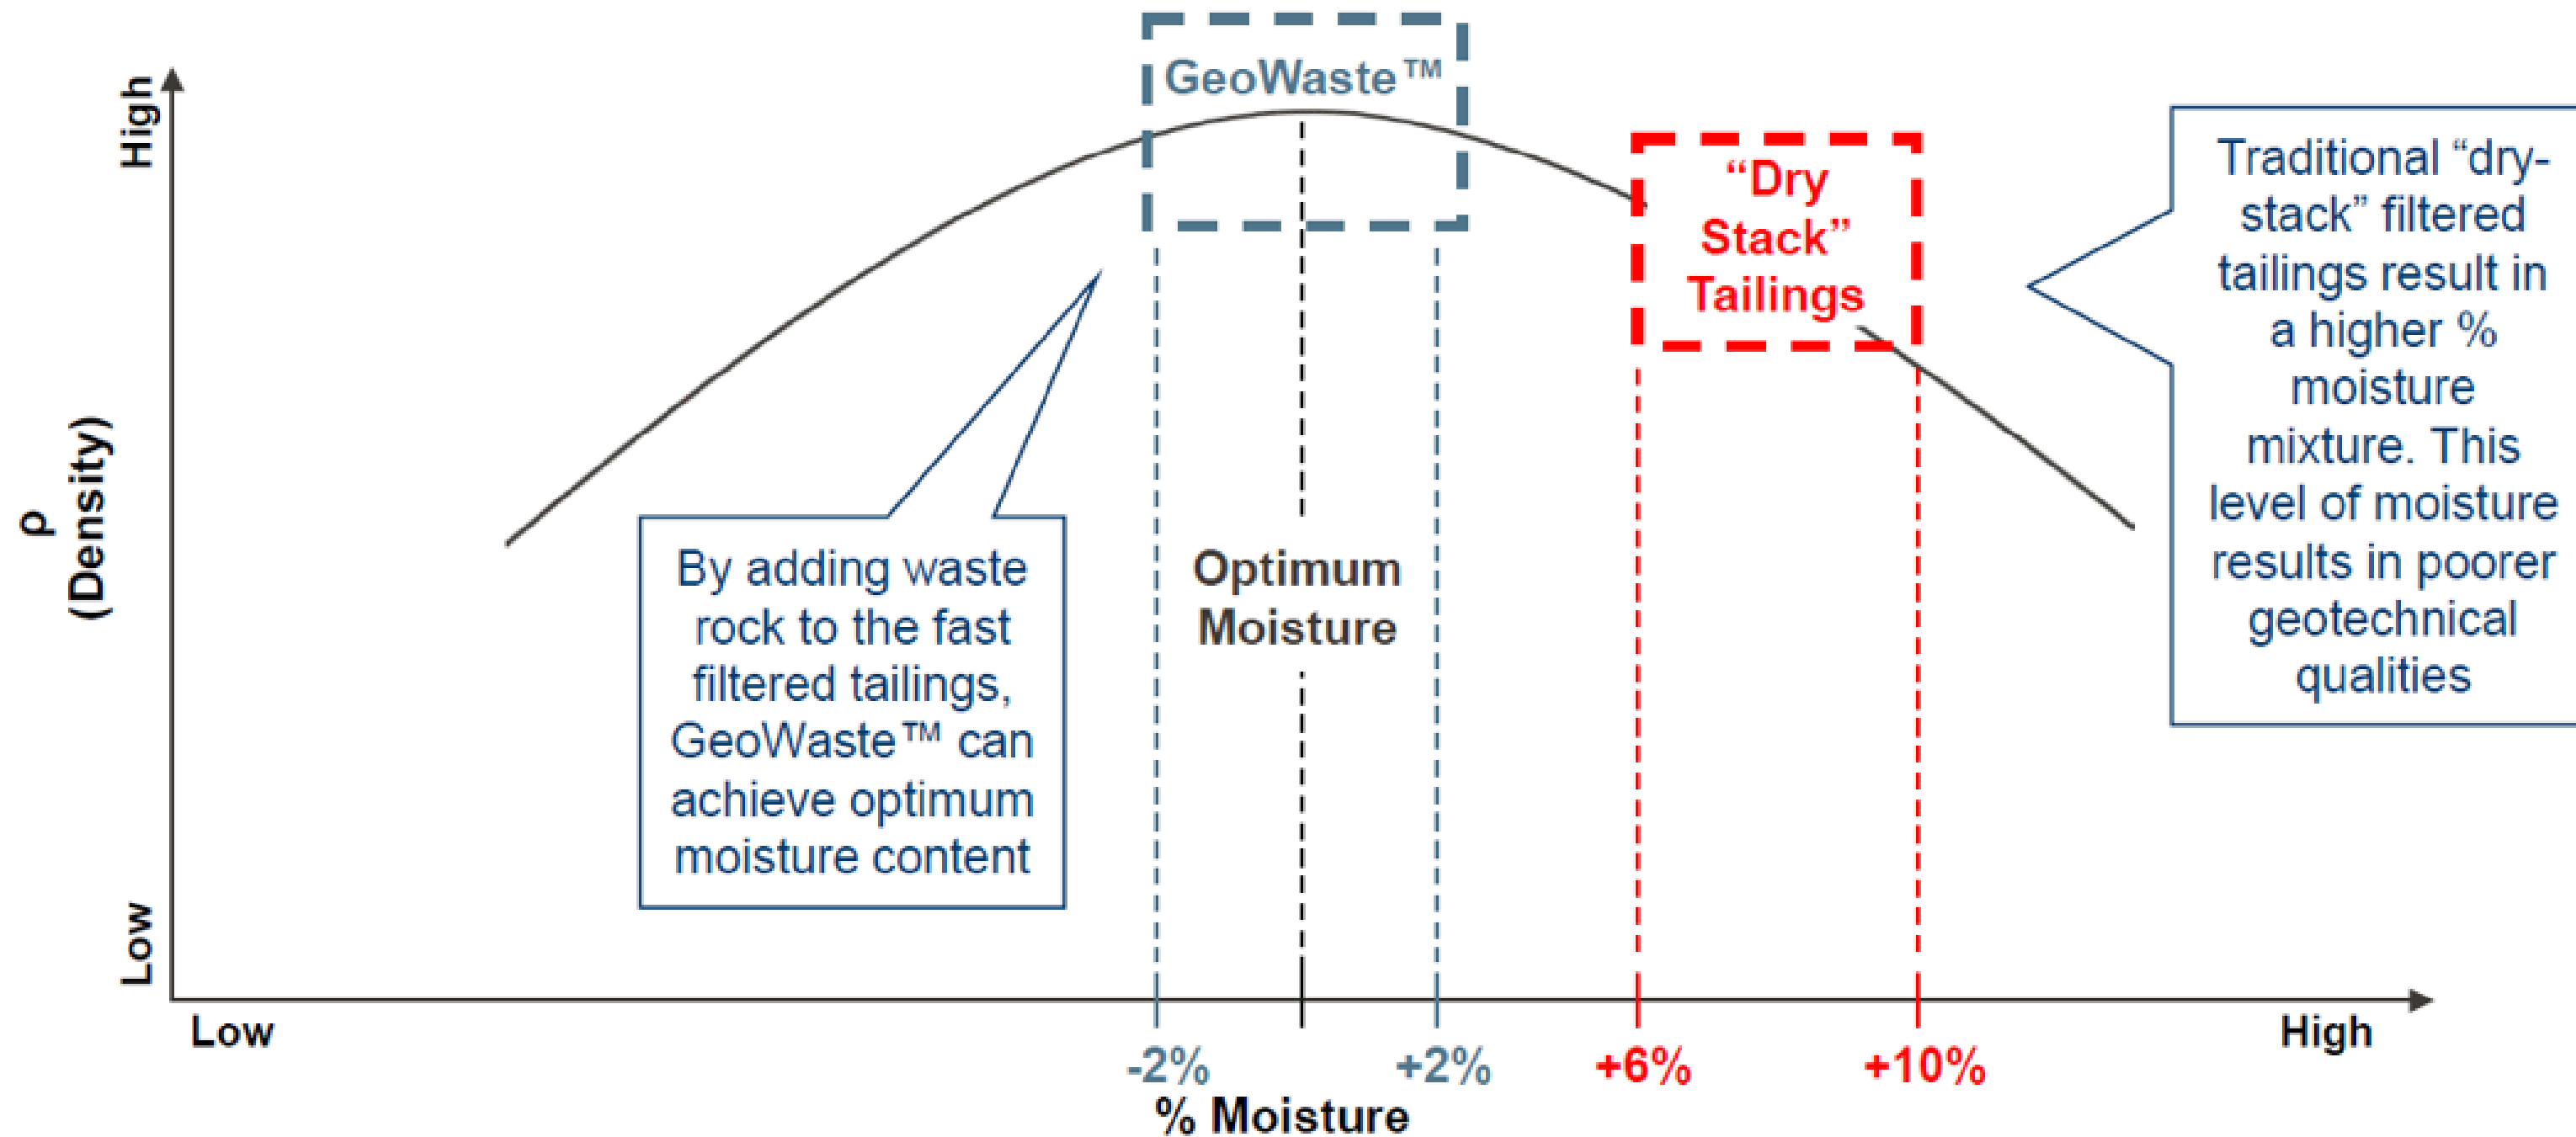 GeoWaste™
High
“Dry
Stack”
Tailings
Traditional “dry-
stack” filtered
tailings result in
a higher %
moisture
mixture. This
level of moisture
results in poorer
geotechnical
qualities
ρ
(Density)
By adding waste
rock to the fast
filtered tailings,
GeoWaste™ can
achieve optimum
moisture content
Optimum
Moisture
Low
Low
High
-2%
+2%
+6%
+10%
% Moisture